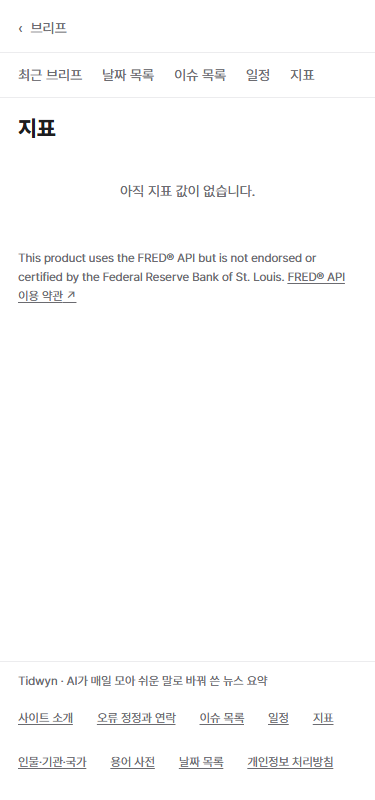 ‹ 브리프
최근 브리프 날짜 목록 이슈 목록 일정 지표
지표
아직 지표 값이 없습니다.
This product uses the FRED® API but is not endorsed or
certified by the Federal Reserve Bank of St. Louis. FRED® API
이용 약관 ↗
Tidwyn · AI가 매일 모아 쉬운 말로 바꿔 쓴 뉴스 요약
사이트 소개 오류 정정과 연락 이슈 목록 일정 지표
인물·기관·국가 용어 사전 날짜 목록 개인정보 처리방침